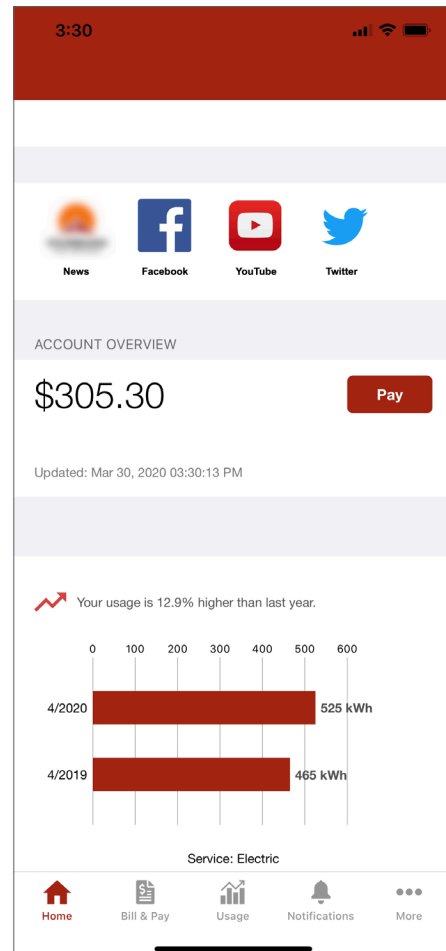 3:30
News Facebook YouTube Twitter
ACCOUNT OVERVIEW
$305.30 Pay
Updated: Mar 30, 2020 03:30:13 PM
Your usage is 12.9% higher than last year.
0 100 200 300 400 500 600
4/2020 525 kWh
4/2019 465 kWh
Service: Electric
Home Bill & Pay Usage Notifications More